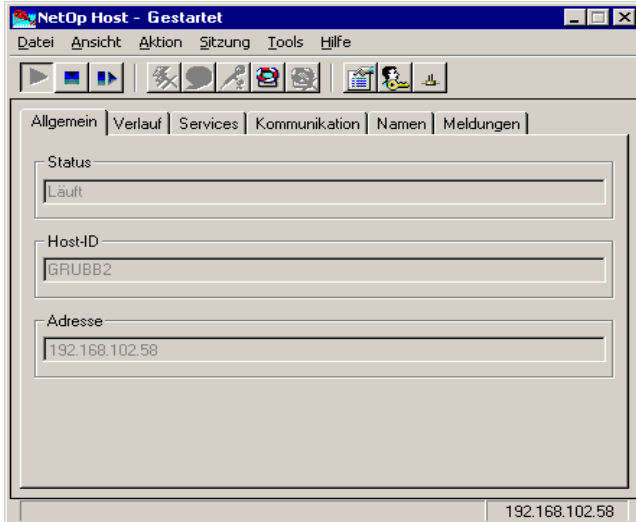 NetOp Host - Gestartet
Datei Ansicht Aktion Sitzung Tools Hilfe
Allgemein Verlauf Services Kommunikation Namen Meldungen
Status
Läuft
Host-ID
GRUBB2
Adresse
192.168.102.58
192.168.102.58